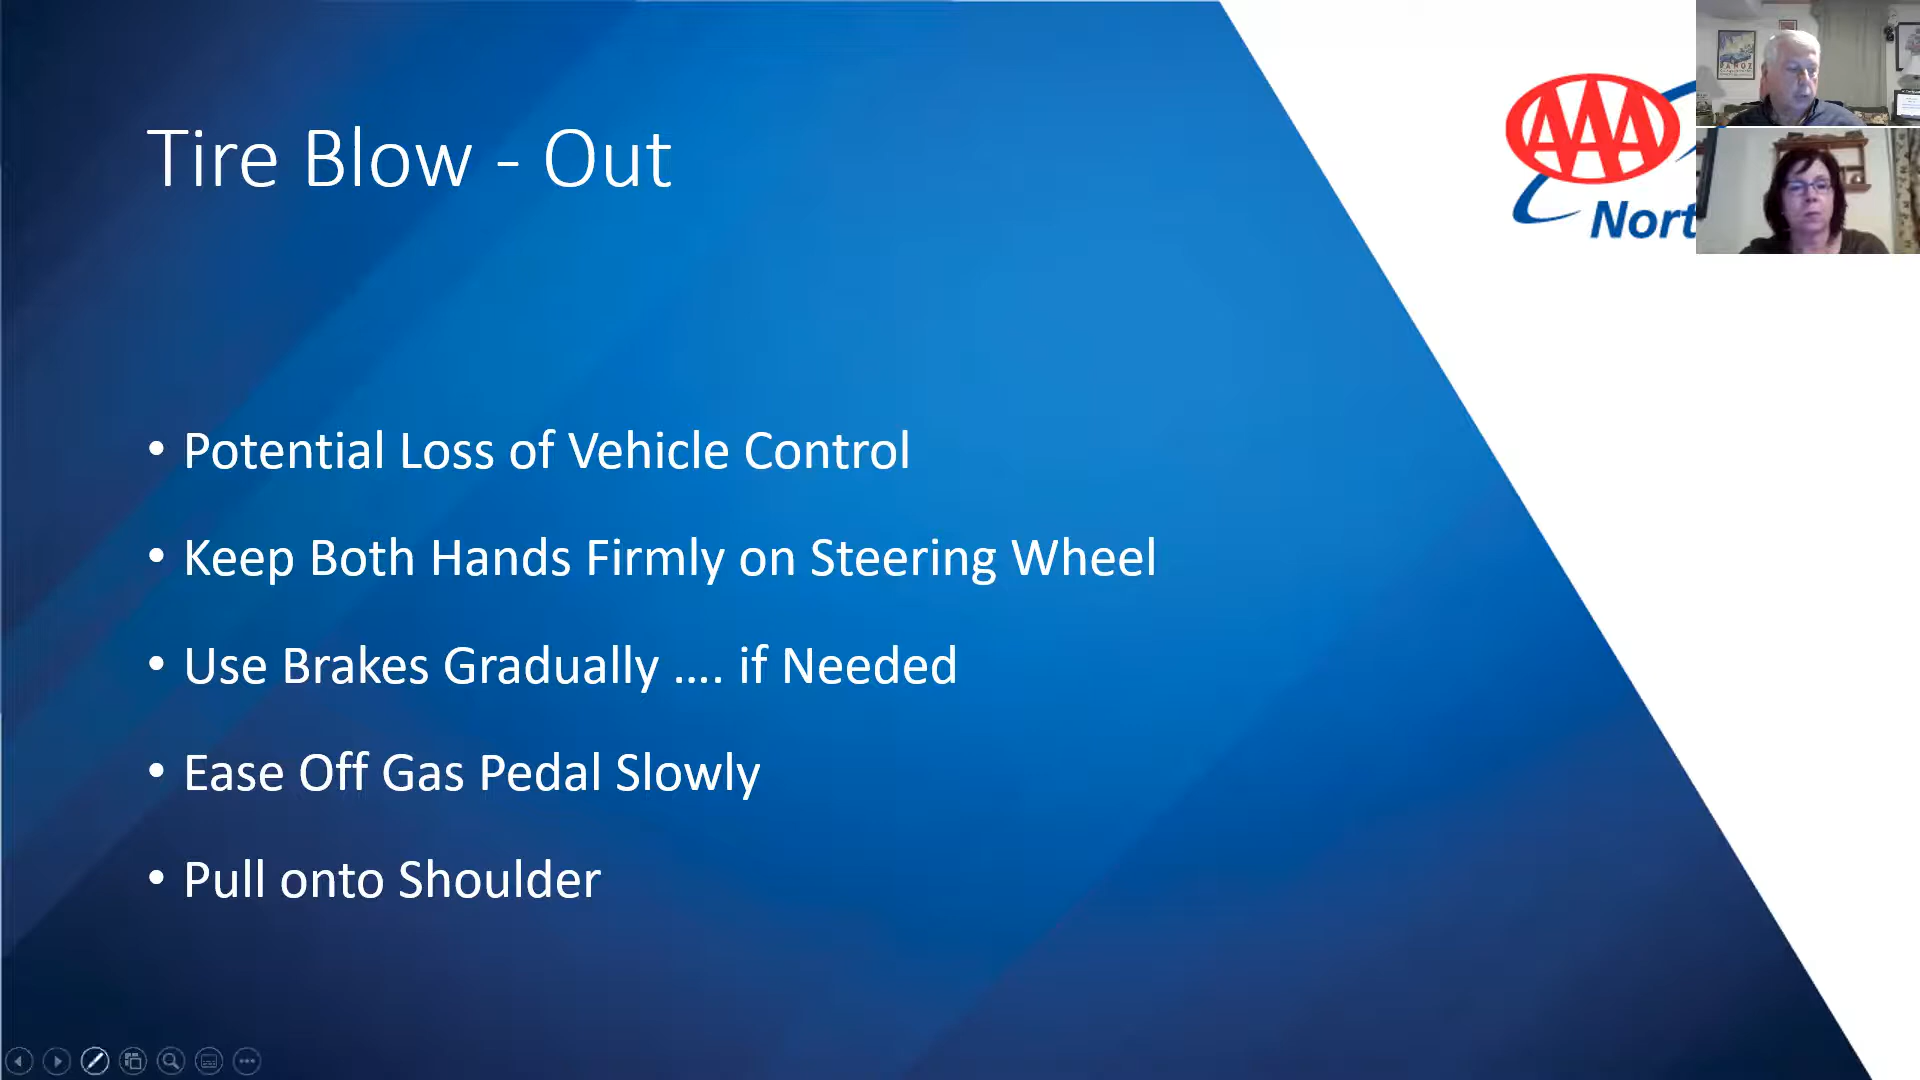 Tire Blow - Out
AAA
Nort
• Potential Loss of Vehicle Control
• Keep Both Hands Firmly on Steering Wheel
• Use Brakes Gradually .... if Needed
• Ease Off Gas Pedal Slowly
• Pull onto Shoulder